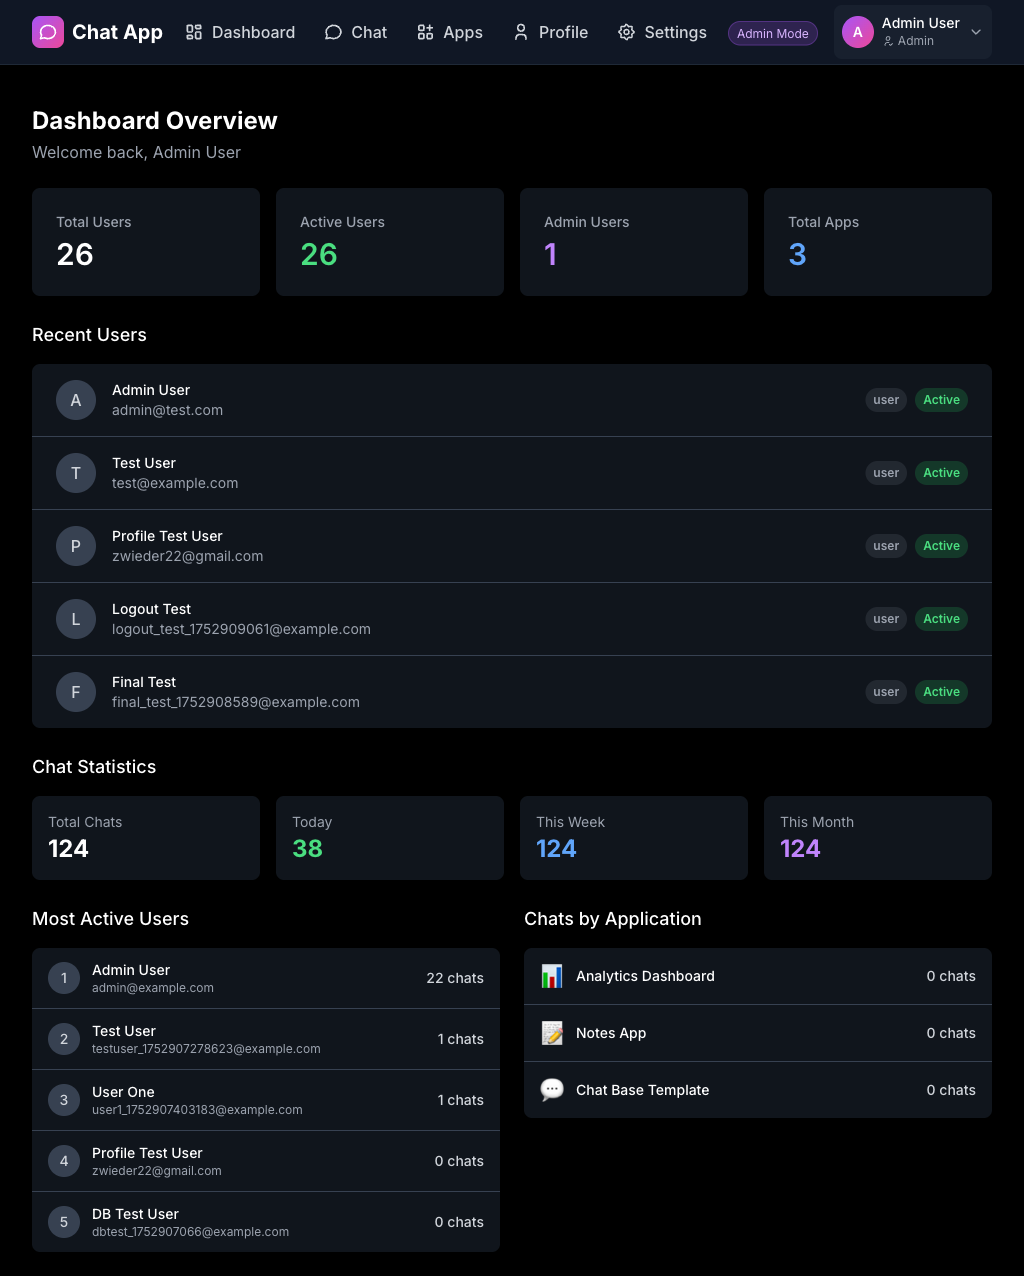 Chat App
Dashboard
Chat
Apps
Profile
Settings
Admin Mode
A
Admin User
Admin
Dashboard Overview
Welcome back, Admin User
Total Users
26
Active Users
26
Admin Users
1
Total Apps
3
Recent Users
A
Admin User
admin@test.com
user
Active
T
Test User
test@example.com
user
Active
P
Profile Test User
zwieder22@gmail.com
user
Active
L
Logout Test
logout_test_1752909061@example.com
user
Active
F
Final Test
final_test_1752908589@example.com
user
Active
Chat Statistics
Total Chats
124
Today
38
This Week
124
This Month
124
Most Active Users
1
Admin User
admin@example.com
22 chats
2
Test User
testuser_1752907278623@example.com
1 chats
3
User One
user1_1752907403183@example.com
1 chats
4
Profile Test User
zwieder22@gmail.com
0 chats
5
DB Test User
dbtest_1752907066@example.com
0 chats
Chats by Application
Analytics Dashboard
0 chats
Notes App
0 chats
Chat Base Template
0 chats